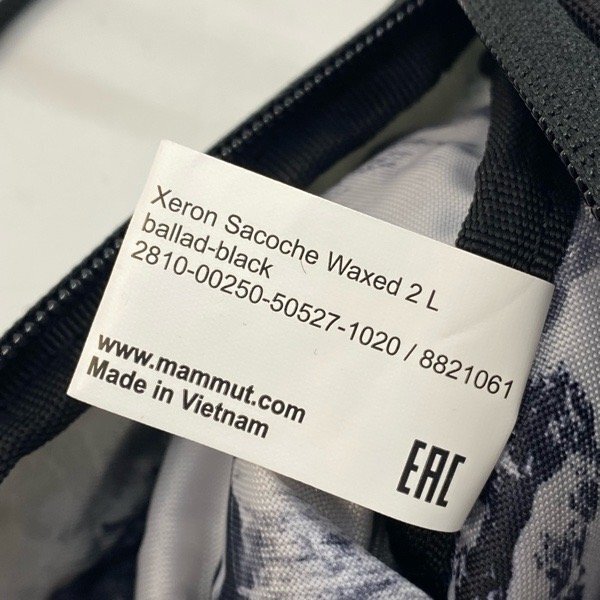 Xeron Sacoche Waxed 2 L
ballad-black
2810-00250-50527-1020 / 8821061
www.mammut.com
Made in Vietnam
EAC